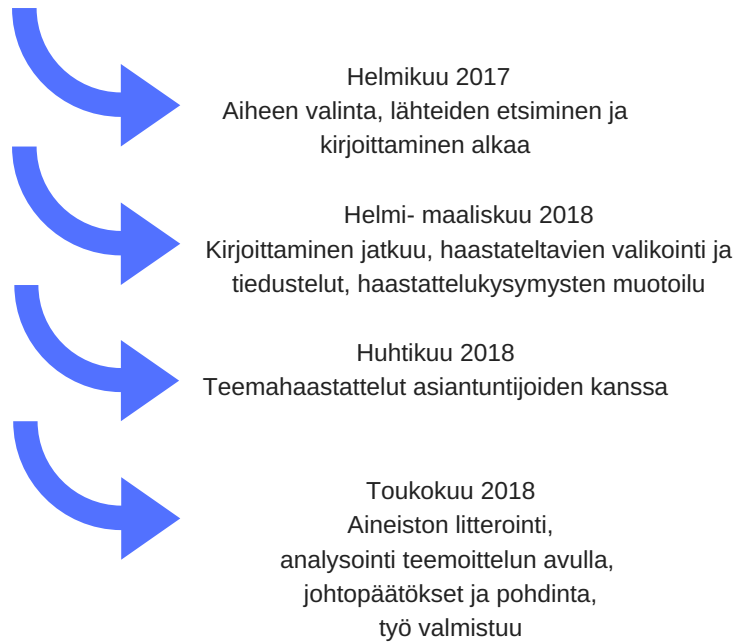 Helmikuu 2017
Aiheen valinta, lähteiden etsiminen ja
kirjoittaminen alkaa
Helmi- maaliskuu 2018
Kirjoittaminen jatkuu, haastateltavien valikointi ja
tiedustelut, haastattelukysymysten muotoilu
Huhtikuu 2018
Teemahaastattelut asiantuntijoiden kanssa
Toukokuu 2018
Aineiston litterointi,
analysointi teemoittelun avulla,
johtopäätökset ja pohdinta,
työ valmistuu